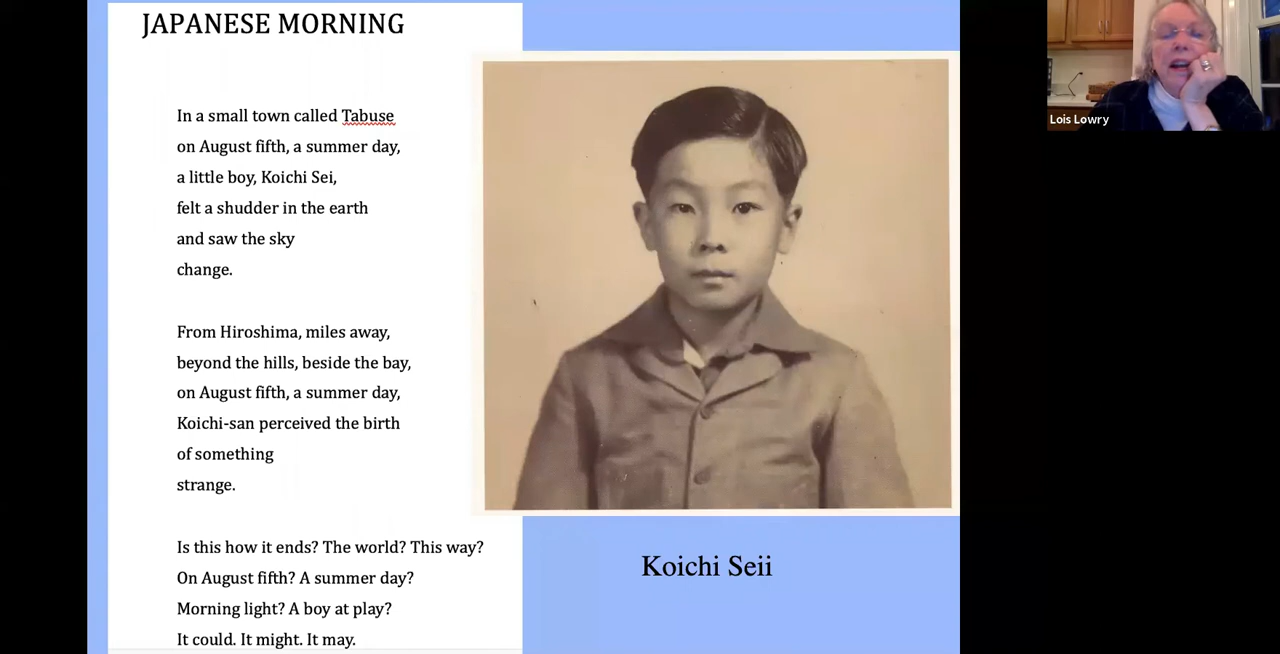 JAPANESE MORNING
In a small town called Tabuse
on August fifth, a summer day,
a little boy, Koichi Sei,
felt a shudder in the earth
and saw the sky
change.
From Hiroshima, miles away,
beyond the hills, beside the bay,
on August fifth, a summer day,
Koichi-san perceived the birth
of something
strange.
Is this how it ends? The world? This way?
On August fifth? A summer day?
Morning light? A boy at play?
It could. It might. It may.
Koichi Seii
Lois Lowry